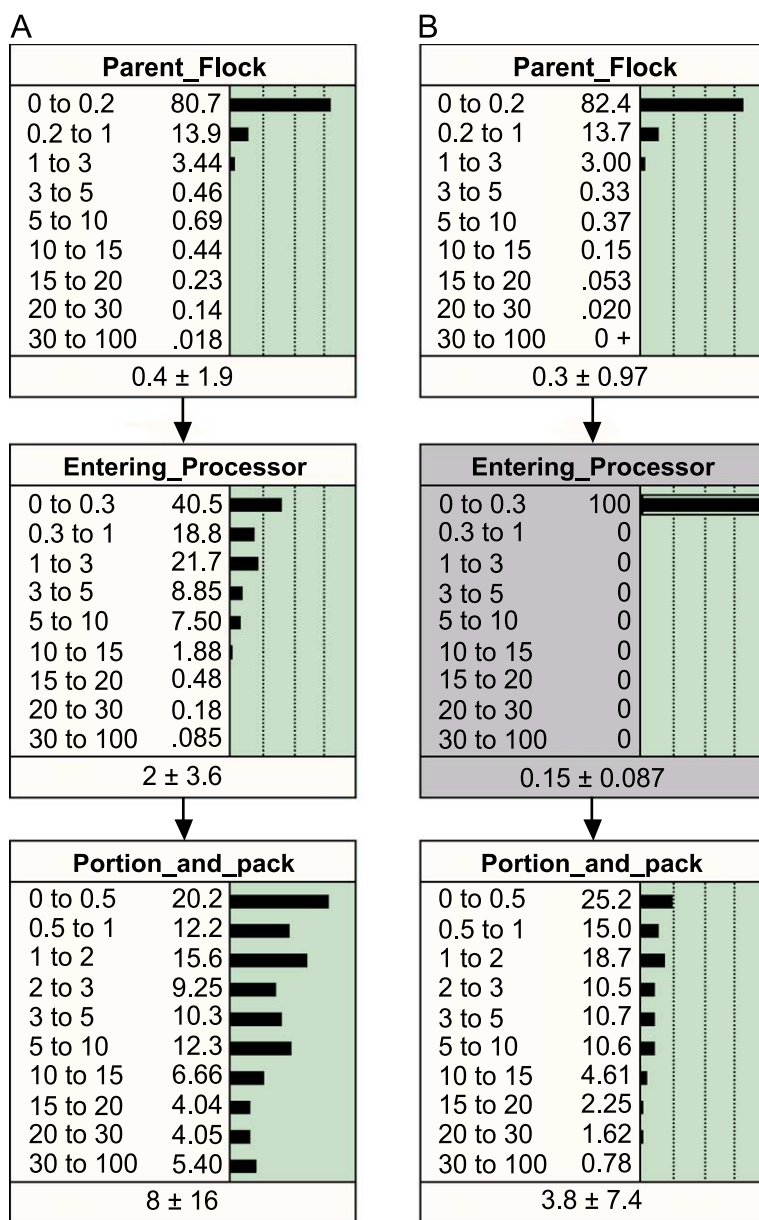 A
Parent_Flock
0 to 0.2 80.7
0.2 to 1 13.9
1 to 3 3.44
3 to 5 0.46
5 to 10 0.69
10 to 15 0.44
15 to 20 0.23
20 to 30 0.14
30 to 100 .018
0.4 ± 1.9
Entering_Processor
0 to 0.3 40.5
0.3 to 1 18.8
1 to 3 21.7
3 to 5 8.85
5 to 10 7.50
10 to 15 1.88
15 to 20 0.48
20 to 30 0.18
30 to 100 .085
2 ± 3.6
Portion_and_pack
0 to 0.5 20.2
0.5 to 1 12.2
1 to 2 15.6
2 to 3 9.25
3 to 5 10.3
5 to 10 12.3
10 to 15 6.66
15 to 20 4.04
20 to 30 4.05
30 to 100 5.40
8 ± 16
B
Parent_Flock
0 to 0.2 82.4
0.2 to 1 13.7
1 to 3 3.00
3 to 5 0.33
5 to 10 0.37
10 to 15 0.15
15 to 20 .053
20 to 30 .020
30 to 100 0 +
0.3 ± 0.97
Entering_Processor
0 to 0.3 100
0.3 to 1 0
1 to 3 0
3 to 5 0
5 to 10 0
10 to 15 0
15 to 20 0
20 to 30 0
30 to 100 0
0.15 ± 0.087
Portion_and_pack
0 to 0.5 25.2
0.5 to 1 15.0
1 to 2 18.7
2 to 3 10.5
3 to 5 10.7
5 to 10 10.6
10 to 15 4.61
15 to 20 2.25
20 to 30 1.62
30 to 100 0.78
3.8 ± 7.4